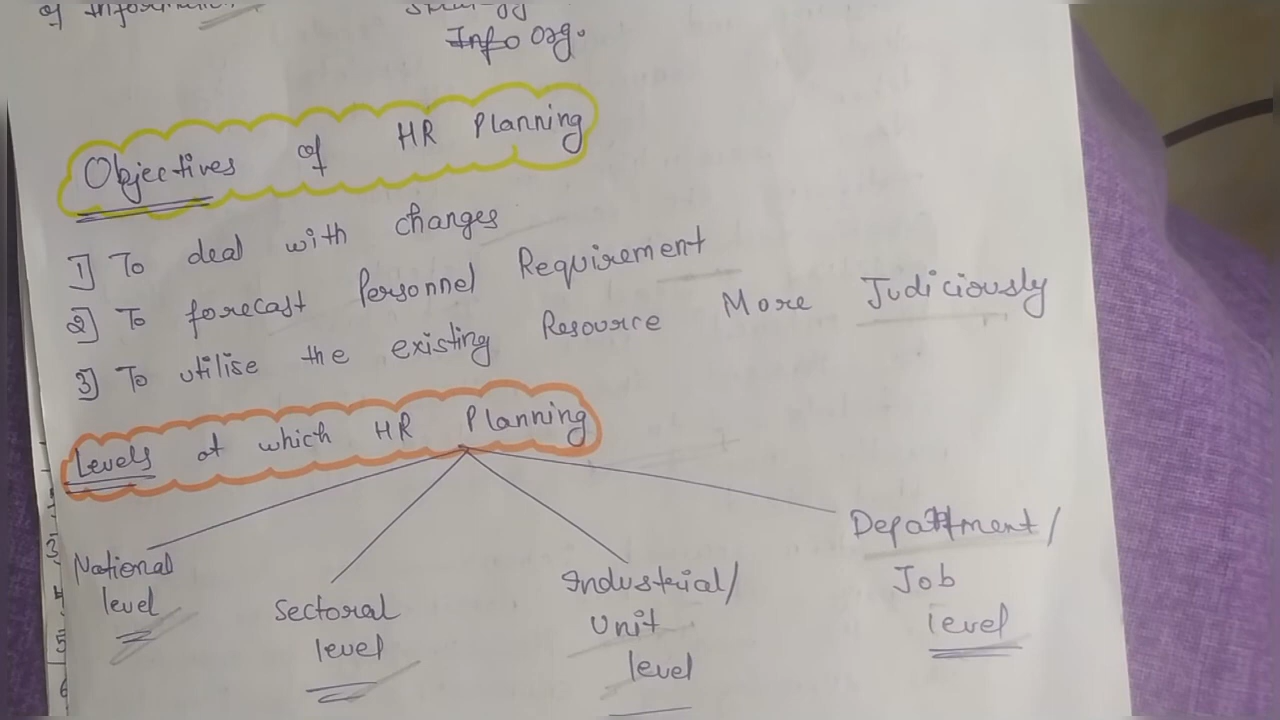 of Information
Info Org.
Objectives of HR Planning
1] To deal with changes
2] To forecast Personnel Requirement
3] To utilise the existing Resource More Judiciously
Levels at which HR Planning
National level
Sectoral level
Industrial/ Unit level
Department/ Job level